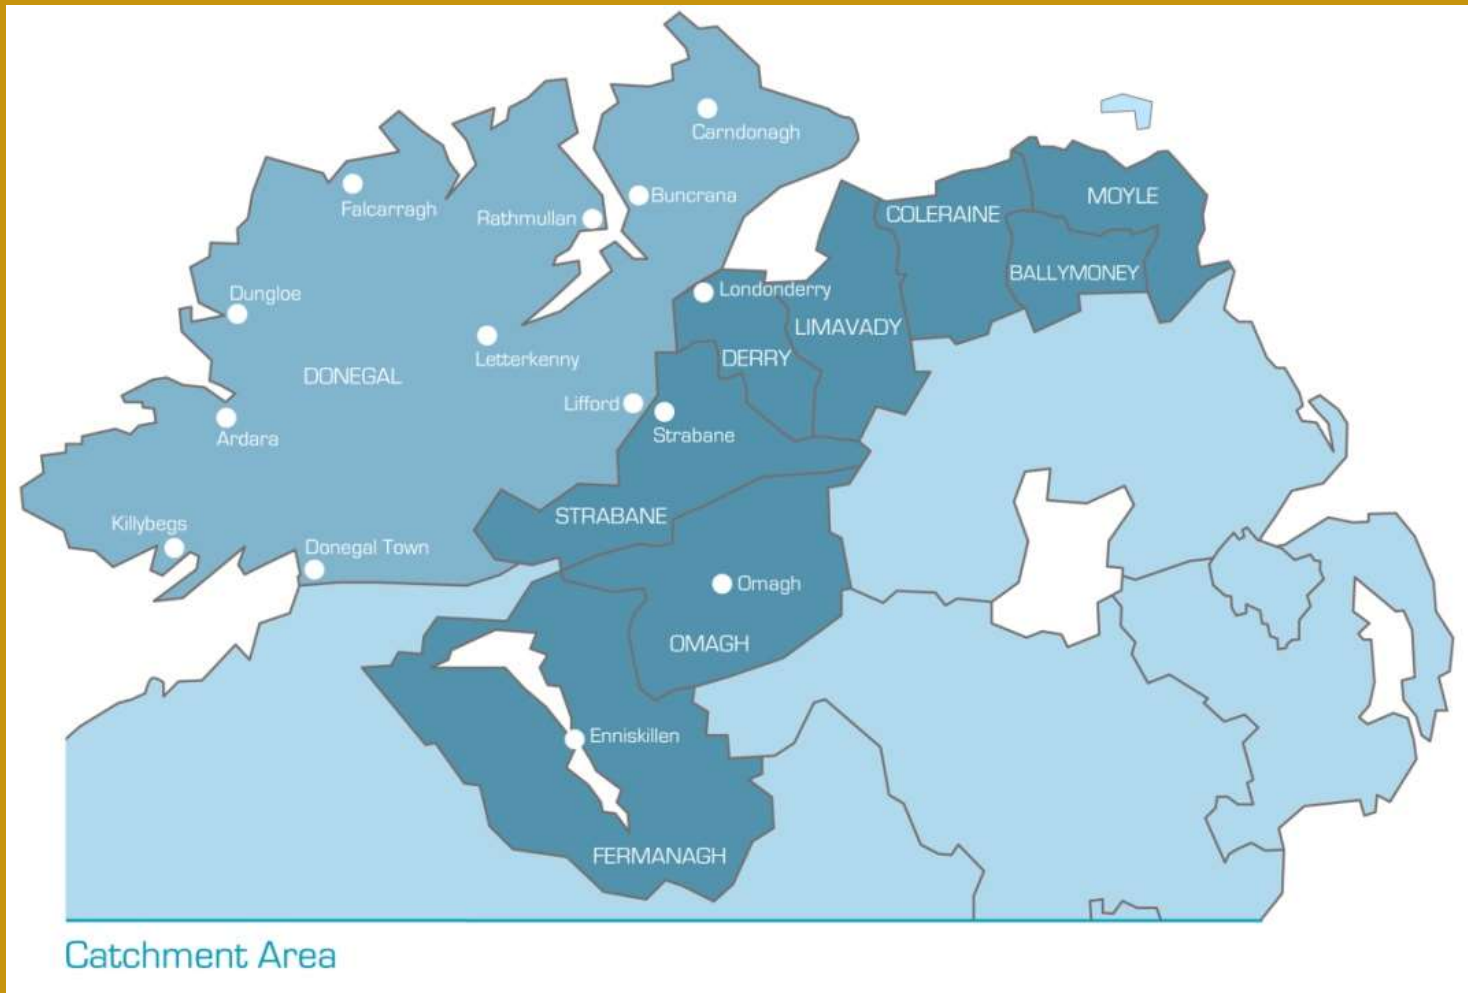 Carndonagh
Buncrana
Falcarragh
Rathmullan
MOYLE
COLERAINE
BALLYMONEY
Dungloe
Londonderry
LIMAVADY
Letterkenny
DERRY
DONEGAL
Lifford
Ardara
Strabane
STRABANE
Killybegs
Donegal Town
Omagh
OMAGH
Enniskillen
FERMANAGH
Catchment Area